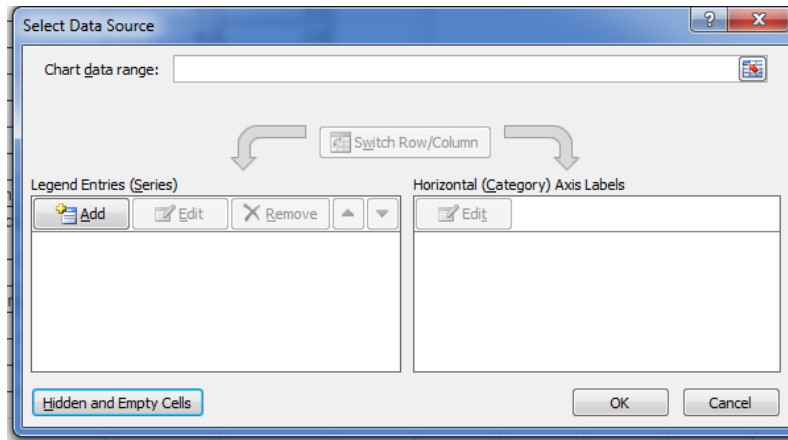 Select Data Source
Chart data range:
Switch Row/Column
Legend Entries (Series)
Horizontal (Category) Axis Labels
Add Edit Remove
Edit
Hidden and Empty Cells
OK Cancel